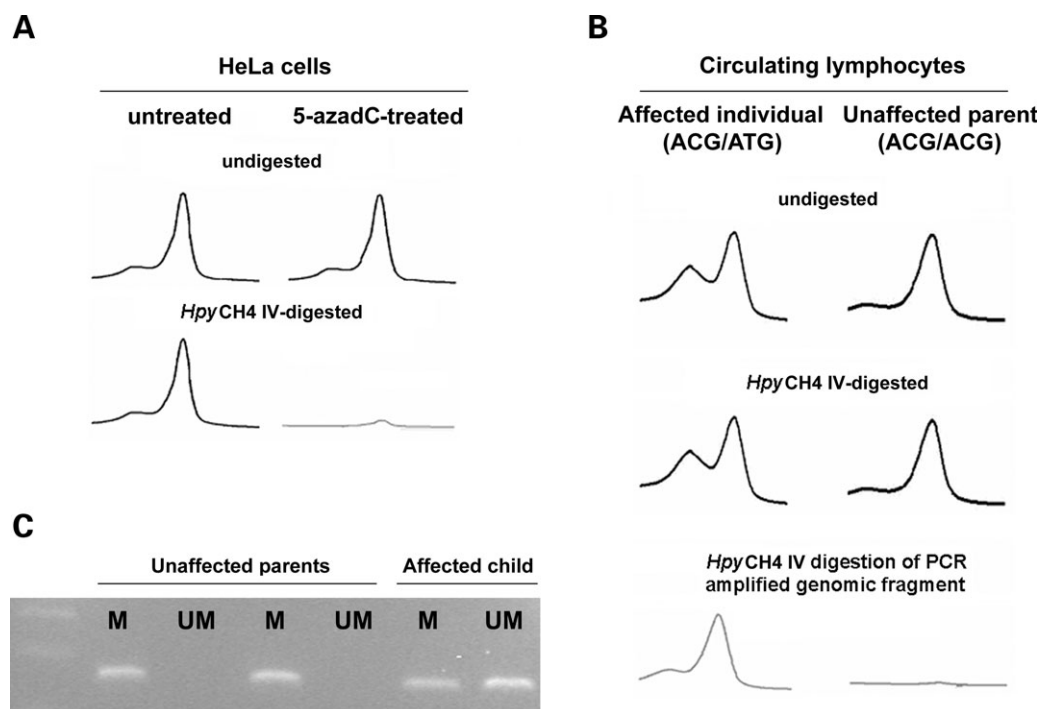 A
HeLa cells
untreated 5-azadC-treated
undigested
HpyCH4 IV-digested
B
Circulating lymphocytes
Affected individual Unaffected parent
(ACG/ATG) (ACG/ACG)
undigested
HpyCH4 IV-digested
HpyCH4 IV digestion of PCR
amplified genomic fragment
C
Unaffected parents Affected child
M UM M UM M UM